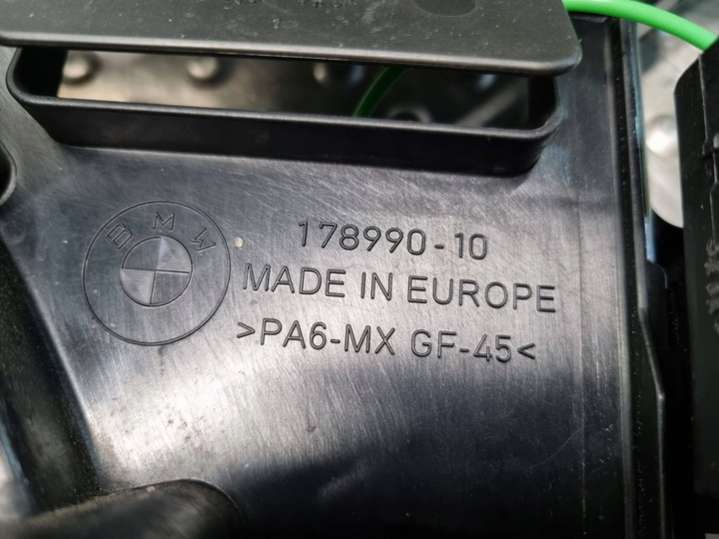 BMW
178990-10
MADE IN EUROPE
>PA6-MX GF-45<